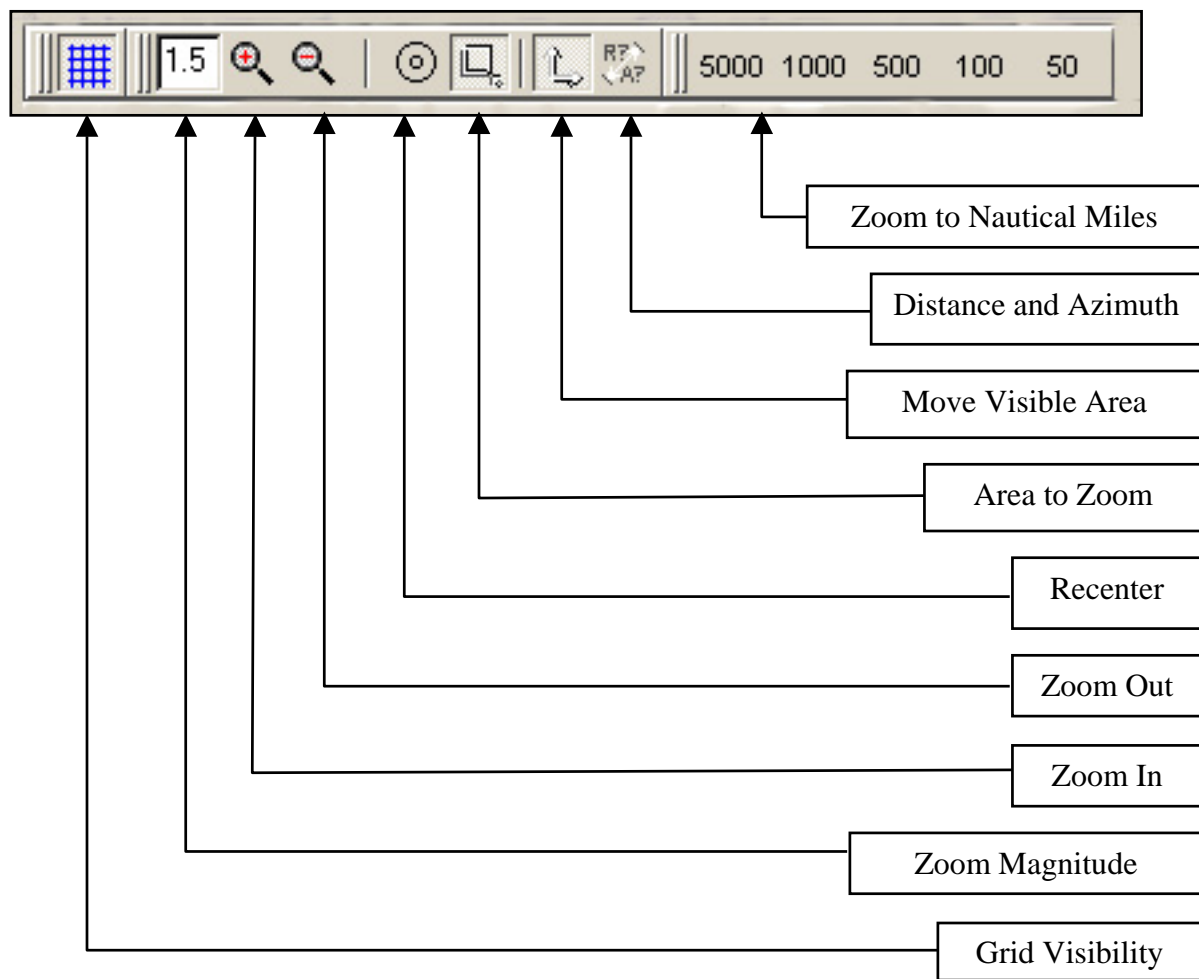 1.5 R? A? 5000 1000 500 100 50
Zoom to Nautical Miles
Distance and Azimuth
Move Visible Area
Area to Zoom
Recenter
Zoom Out
Zoom In
Zoom Magnitude
Grid Visibility